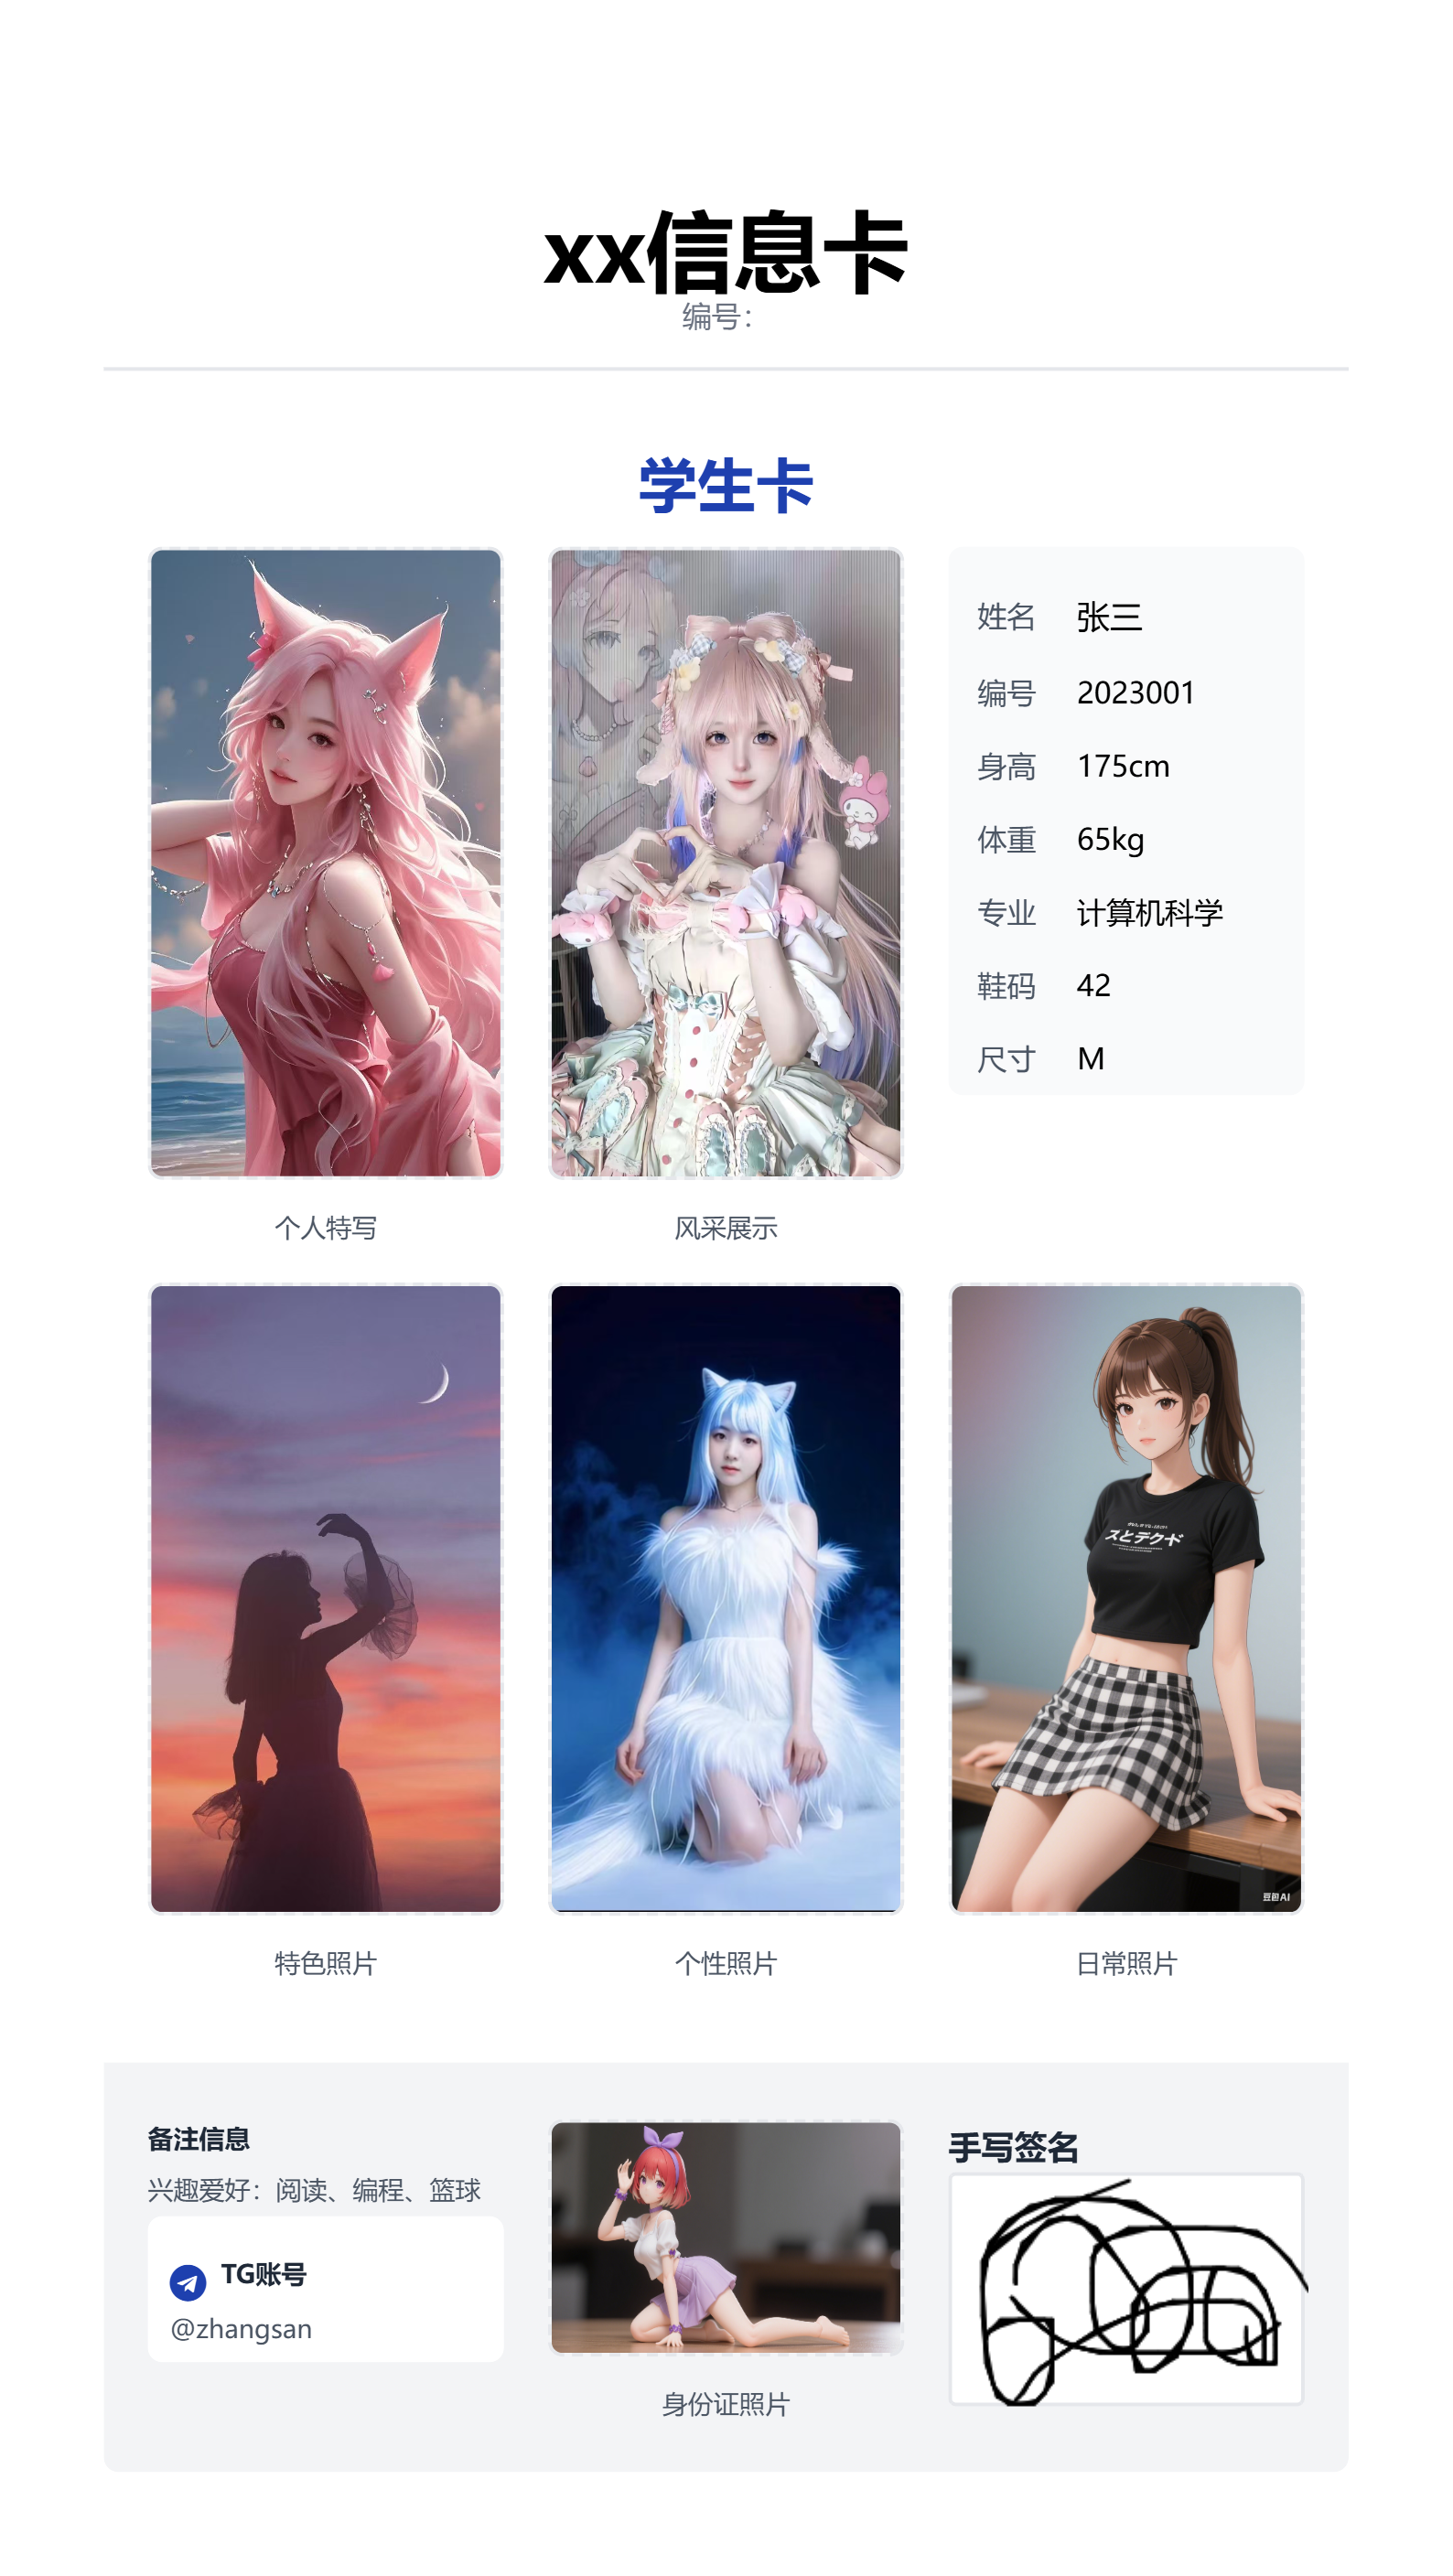 xx信息卡
编号：
学生卡
姓名 张三
编号 2023001
身高 175cm
体重 65kg
专业 计算机科学
鞋码 42
尺寸 M
个人特写
风采展示
スとデクド
豆包AI
特色照片
个性照片
日常照片
备注信息
兴趣爱好：阅读、编程、篮球
TG账号
@zhangsan
身份证照片
手写签名